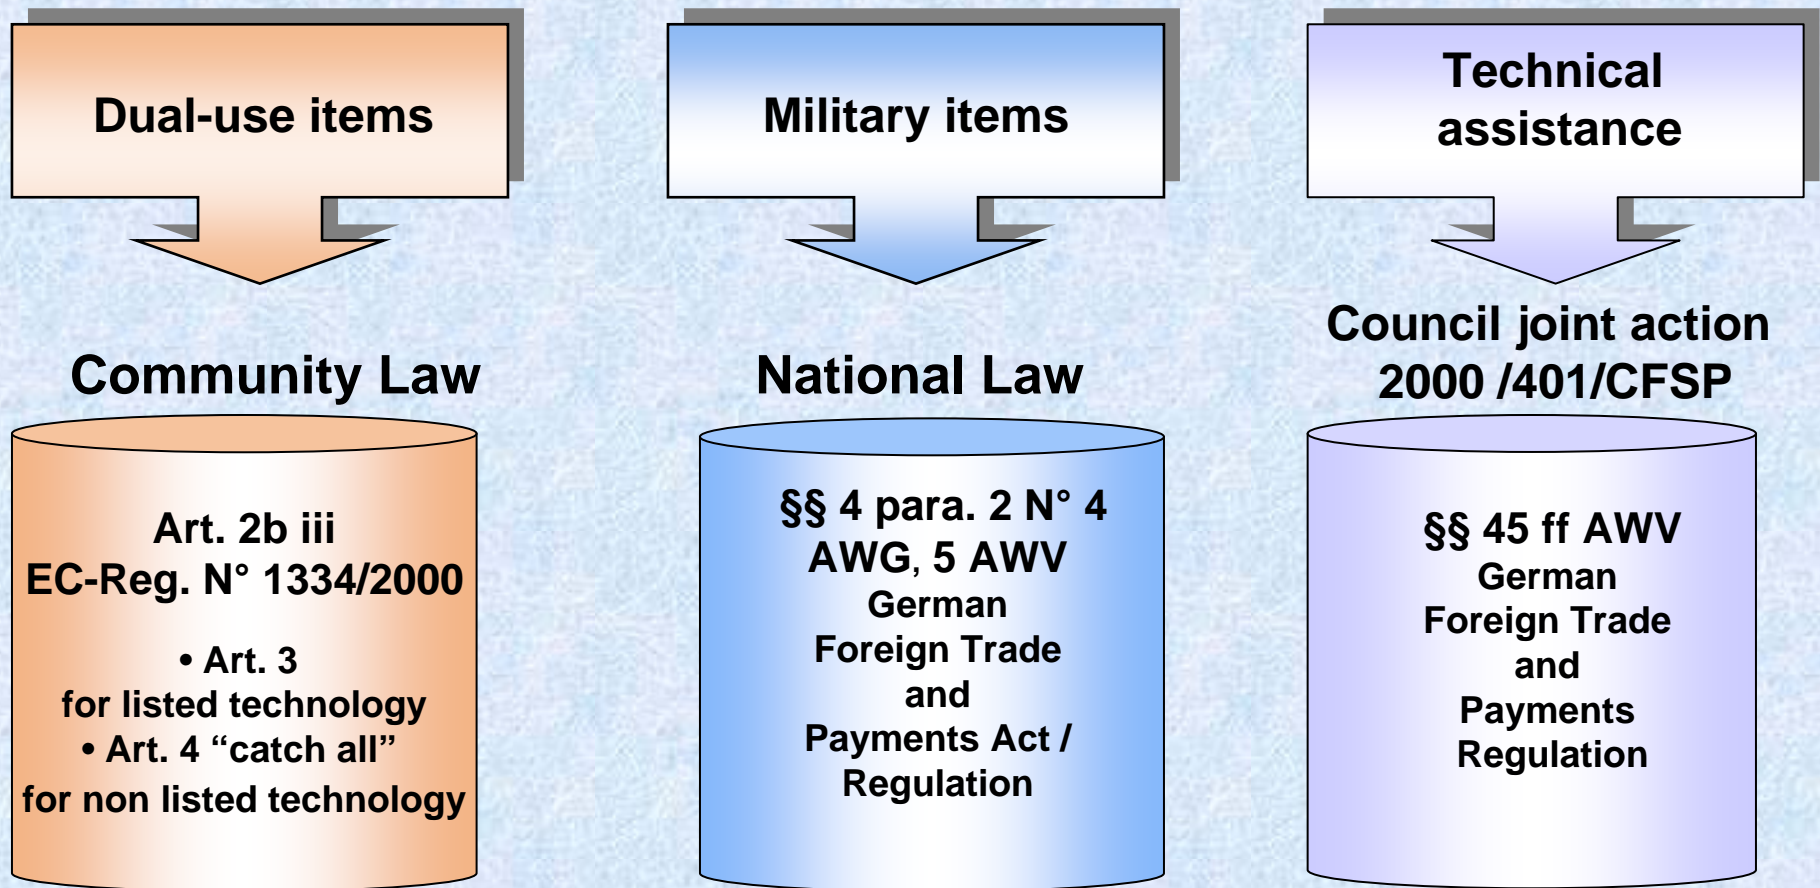 Dual-use items
Community Law
Art. 2b iii
EC-Reg. N° 1334/2000
• Art. 3
for listed technology
• Art. 4 “catch all”
for non listed technology
Military items
National Law
§§ 4 para. 2 N° 4
AWG, 5 AWV
German
Foreign Trade
and
Payments Act /
Regulation
Technical
assistance
Council joint action
2000 /401/CFSP
§§ 45 ff AWV
German
Foreign Trade
and
Payments
Regulation